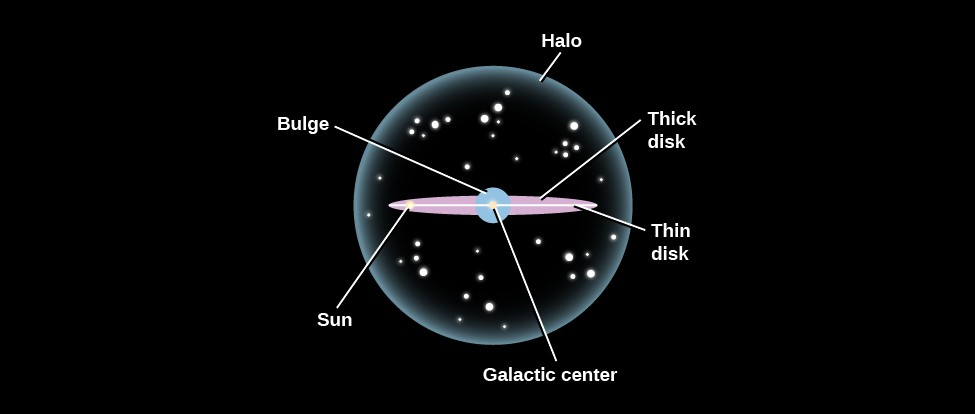 Halo
Bulge
Thick
disk
Thin
disk
Sun
Galactic center